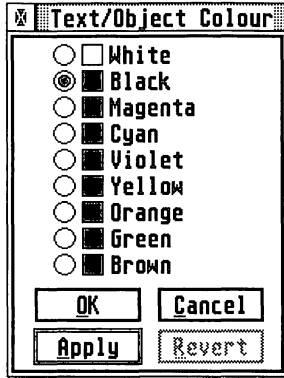 Text/Object Colour
White
Black
Magenta
Cyan
Violet
Yellow
Orange
Green
Brown
OK Cancel
Apply Revert